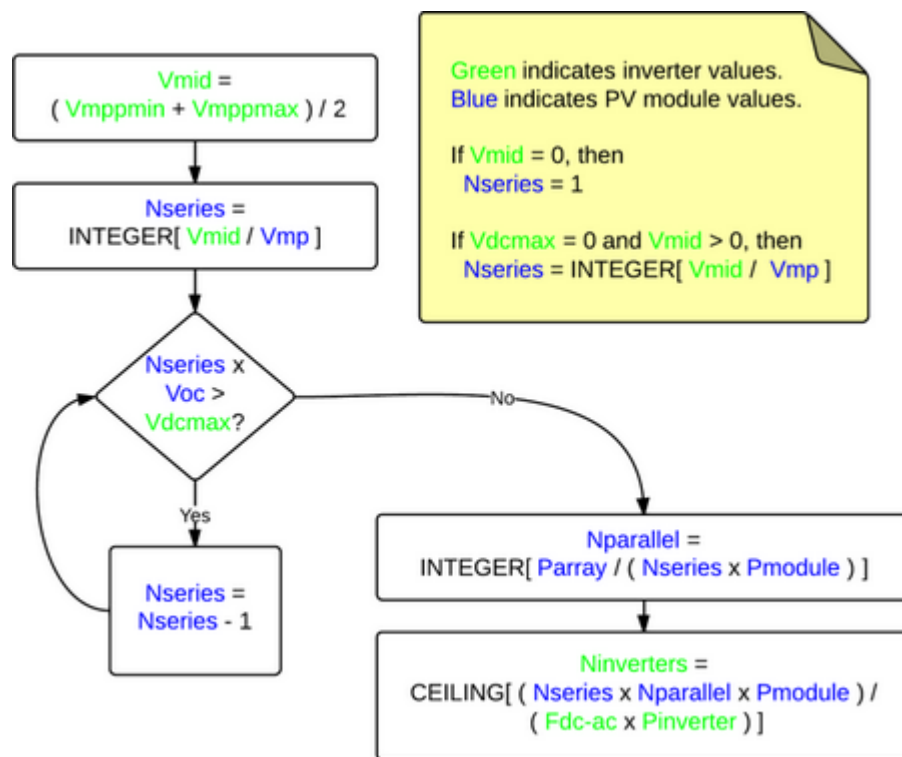 Vmid =
( Vmppmin + Vmppmax ) / 2
Nseries =
INTEGER[ Vmid / Vmp ]
Nseries x
Voc >
Vdcmax?
Yes
No
Nseries =
Nseries - 1
Nparallel =
INTEGER[ Parray / ( Nseries x Pmodule ) ]
Ninverters =
CEILING[ ( Nseries x Nparallel x Pmodule ) /
( Fdc-ac x Pinverter ) ]
Green indicates inverter values.
Blue indicates PV module values.
If Vmid = 0, then
Nseries = 1
If Vdcmax = 0 and Vmid > 0, then
Nseries = INTEGER[ Vmid / Vmp ]